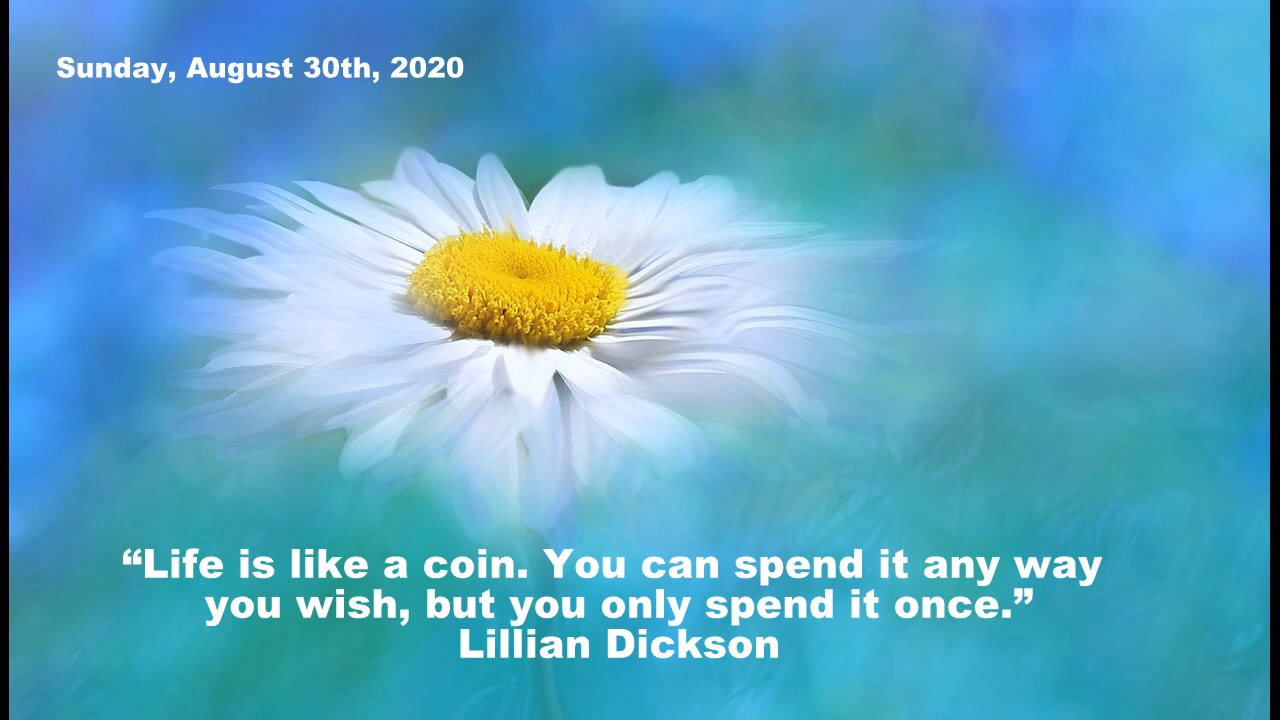 Sunday, August 30th, 2020
“Life is like a coin. You can spend it any way
you wish, but you only spend it once.”
Lillian Dickson